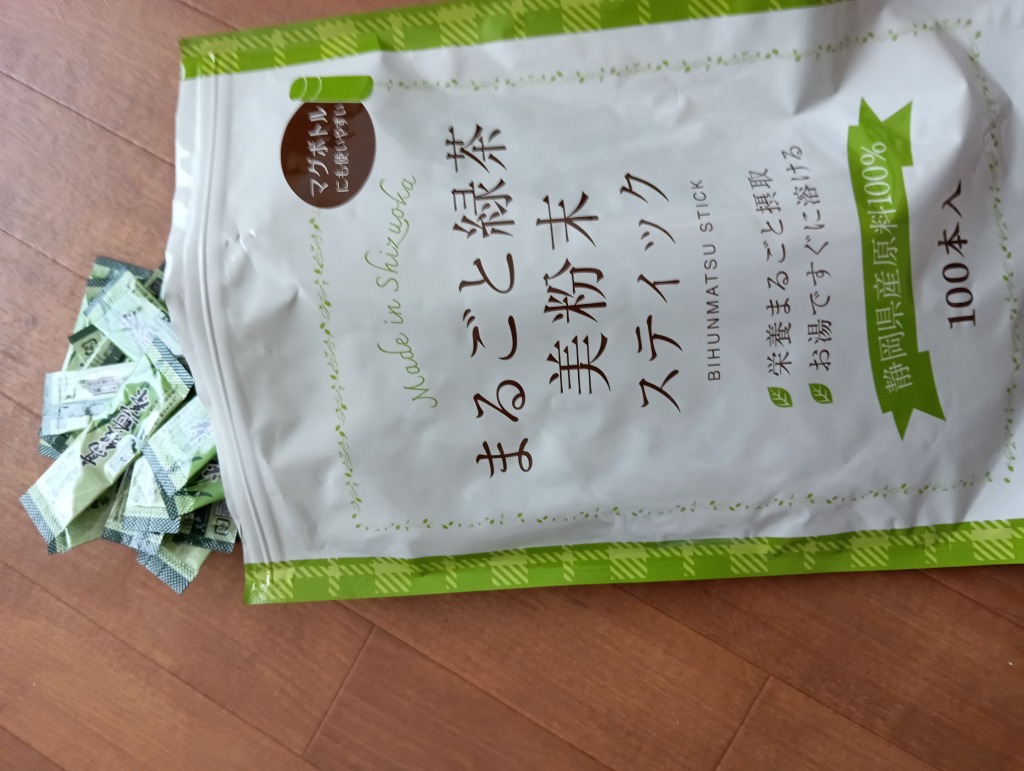 マグボトル
にも使いやすい
Made in Shizuoka
まるごと緑茶
美粉末
スティック
BIHUNMATSU STICK
栄養まるごと摂取
お湯ですぐに溶ける
静岡県産原料100%
100本入